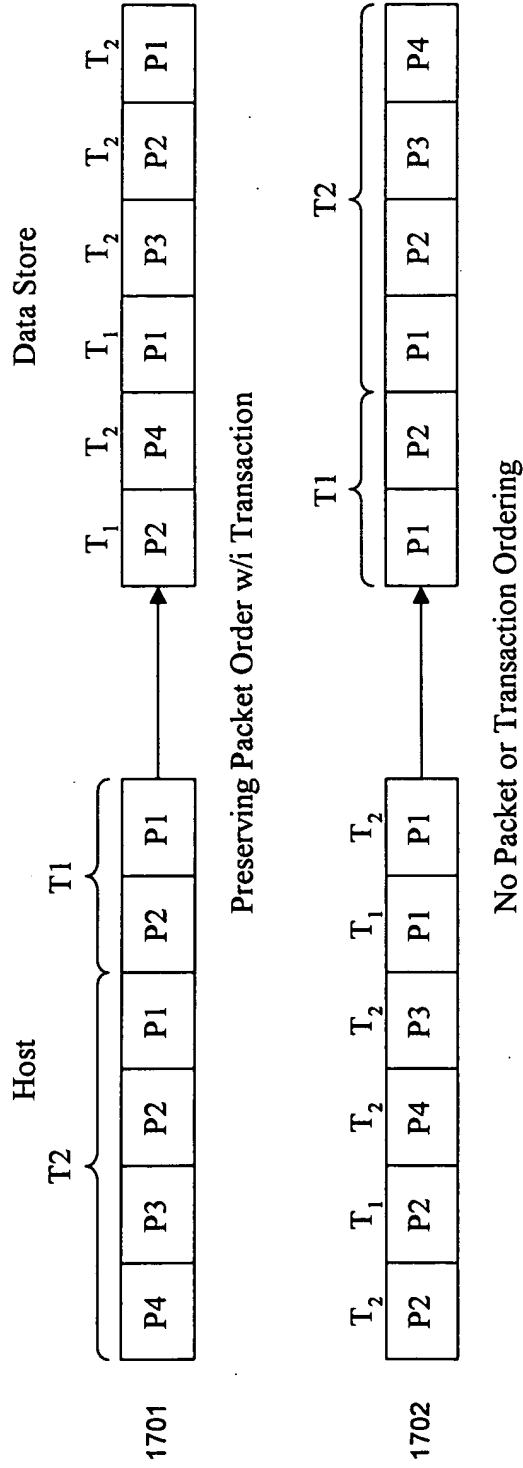 Host
Data Store
T2
T1
T₁ T₂ T₁ T₂ T₂ T₂
1701
P4 P3 P2 P1 P2 P1
P2 P4 P1 P3 P2 P1
Preserving Packet Order w/i Transaction
T₂ T₁ T₂ T₂ T₁ T₂
T1
T2
1702
P2 P2 P4 P3 P1 P1
P1 P2 P1 P2 P3 P4
No Packet or Transaction Ordering